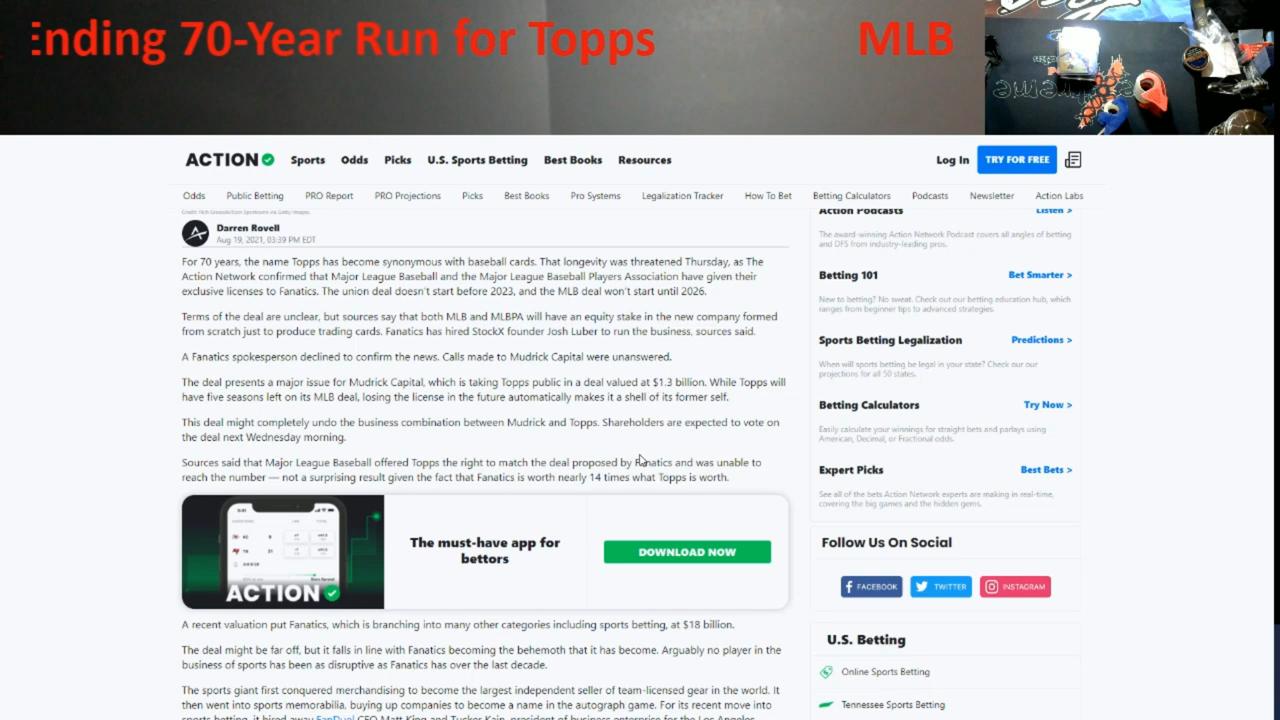 Ending 70-Year Run for Topps
MLB
ACTION
Sports
Odds
Picks
U.S. Sports Betting
Best Books
Resources
Log In
TRY FOR FREE
Odds
Public Betting
PRO Report
PRO Projections
Picks
Best Books
Pro Systems
Legalization Tracker
How To Bet
Betting Calculators
Podcasts
Newsletter
Action Labs
Darren Rovell
Aug 19, 2021, 03:39 PM EDT
For 70 years, the name Topps has become synonymous with baseball cards. That longevity was threatened Thursday, as The
Action Network confirmed that Major League Baseball and the Major League Baseball Players Association have given their
exclusive licenses to Fanatics. The union deal doesn't start before 2023, and the MLB deal won't start until 2026.
Terms of the deal are unclear, but sources say that both MLB and MLBPA will have an equity stake in the new company formed
from scratch just to produce trading cards. Fanatics has hired StockX founder Josh Luber to run the business, sources said.
A Fanatics spokesperson declined to confirm the news. Calls made to Mudrick Capital were unanswered.
The deal presents a major issue for Mudrick Capital, which is taking Topps public in a deal valued at $1.3 billion. While Topps will
have five seasons left on its MLB deal, losing the license in the future automatically makes it a shell of its former self.
This deal might completely undo the business combination between Mudrick and Topps. Shareholders are expected to vote on
the deal next Wednesday morning.
Sources said that Major League Baseball offered Topps the right to match the deal proposed by Fanatics and was unable to
reach the number — not a surprising result given the fact that Fanatics is worth nearly 14 times what Topps is worth.
ACTION
The must-have app for
bettors
DOWNLOAD NOW
A recent valuation put Fanatics, which is branching into many other categories including sports betting, at $18 billion.
The deal might be far off, but it falls in line with Fanatics becoming the behemoth that it has become. Arguably no player in the
business of sports has been as disruptive as Fanatics has over the last decade.
The sports giant first conquered merchandising to become the largest independent seller of team-licensed gear in the world. It
then went into sports memorabilia, buying up companies to become a name in the autograph game. For its recent move into
sports betting, it hired away FanDuel CEO Matt King and Tucker Kain, president of business enterprise for the Los Angeles
Action Podcasts
Listen >
The award-winning Action Network Podcast covers all angles of betting
and DFS from industry-leading pros.
Betting 101
Bet Smarter >
New to betting? No sweat. Check out our betting education hub, which
ranges from beginner tips to advanced strategies.
Sports Betting Legalization
Predictions >
When will sports betting be legal in your state? Check our our
projections for all 50 states.
Betting Calculators
Try Now >
Easily calculate your winnings for straight bets and parlays using
American, Decimal, or Fractional odds.
Expert Picks
Best Bets >
See all of the bets Action Network experts are making in real-time,
covering the big games and the hidden gems.
Follow Us On Social
FACEBOOK
TWITTER
INSTAGRAM
U.S. Betting
Online Sports Betting
Tennessee Sports Betting